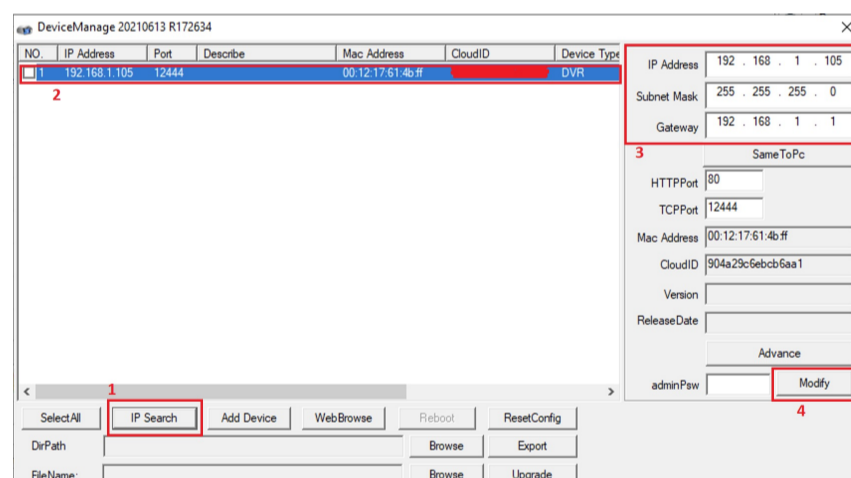 DeviceManage 20210613 R172634
NO. IP Address Port Describe Mac Address CloudID Device Type
1 192.168.1.105 12444 00:12:17:61:4b:ff DVR
2
IP Address 192 . 168 . 1 . 105
Subnet Mask 255 . 255 . 255 . 0
Gateway 192 . 168 . 1 . 1
3
SameToPc
HTTPPort 80
TCPPort 12444
Mac Address 00:12:17:61:4b:ff
CloudID 904a29c6ebcb6aa1
Version
ReleaseDate
Advance
adminPsw Modify
1
4
SelectAll IP Search Add Device WebBrowse Reboot ResetConfig
DirPath Browse Export
FileName: Browse Upgrade